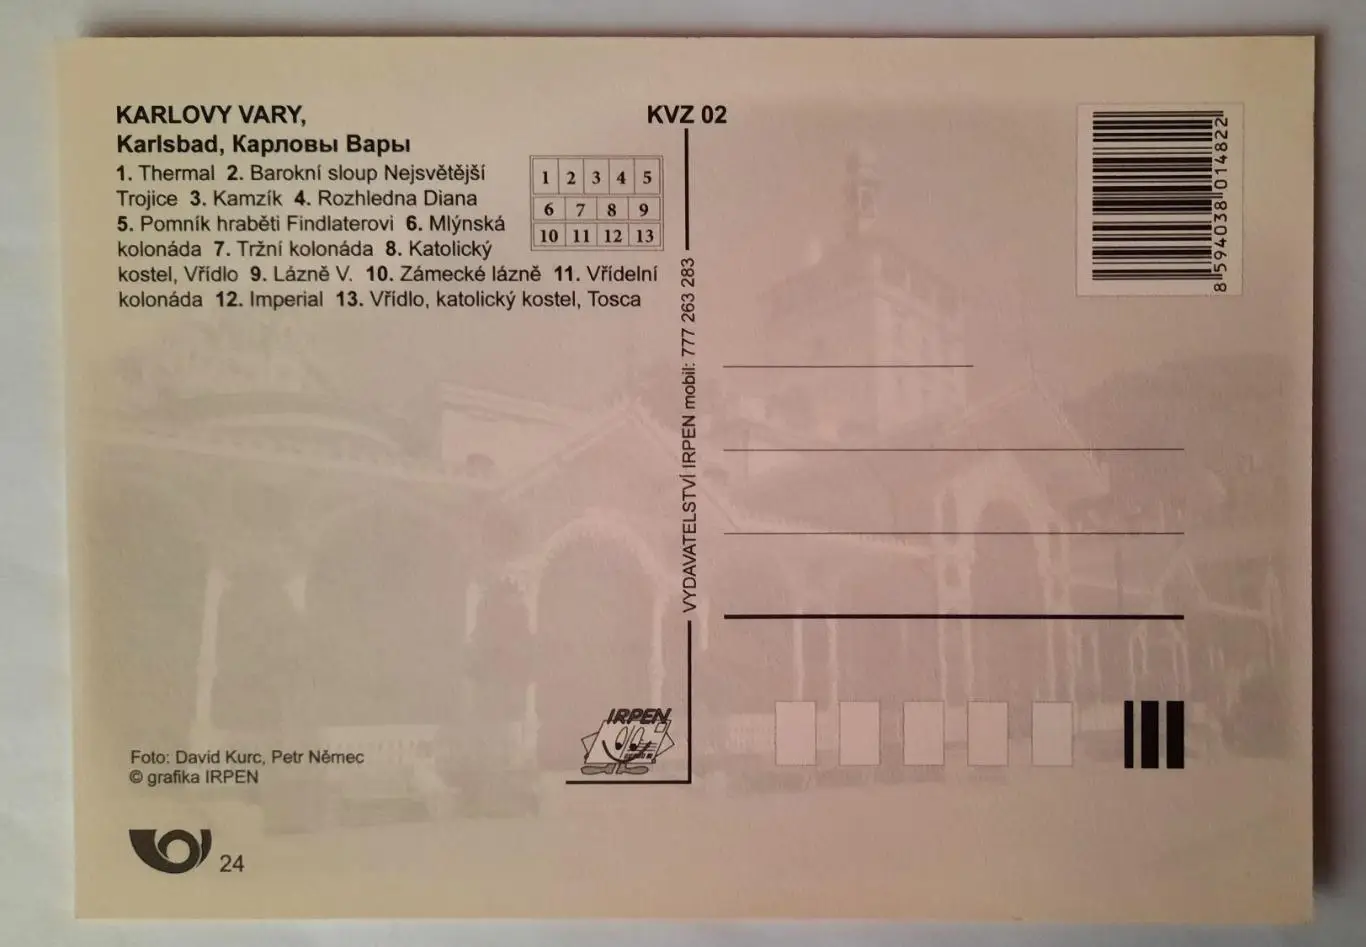 KARLOVY VARY,
Karlsbad, Карловы Вары
1. Thermal 2. Barokní sloup Nejsvětější
Trojice 3. Kamzík 4. Rozhledna Diana
5. Pomník hraběti Findlaterovi 6. Mlýnská
kolonáda 7. Tržní kolonáda 8. Katolický
kostel, Vřídlo 9. Lázně V. 10. Zámecké lázně 11. Vřídelní
kolonáda 12. Imperial 13. Vřídlo, katolický kostel, Tosca
1 2 3 4 5
6 7 8 9
10 11 12 13
KVZ 02
VYDAVATELSTVÍ IRPEN mobil: 777 263 283
8 594038 014822
IRPEN
Foto: David Kurc, Petr Němec
© grafika IRPEN
24